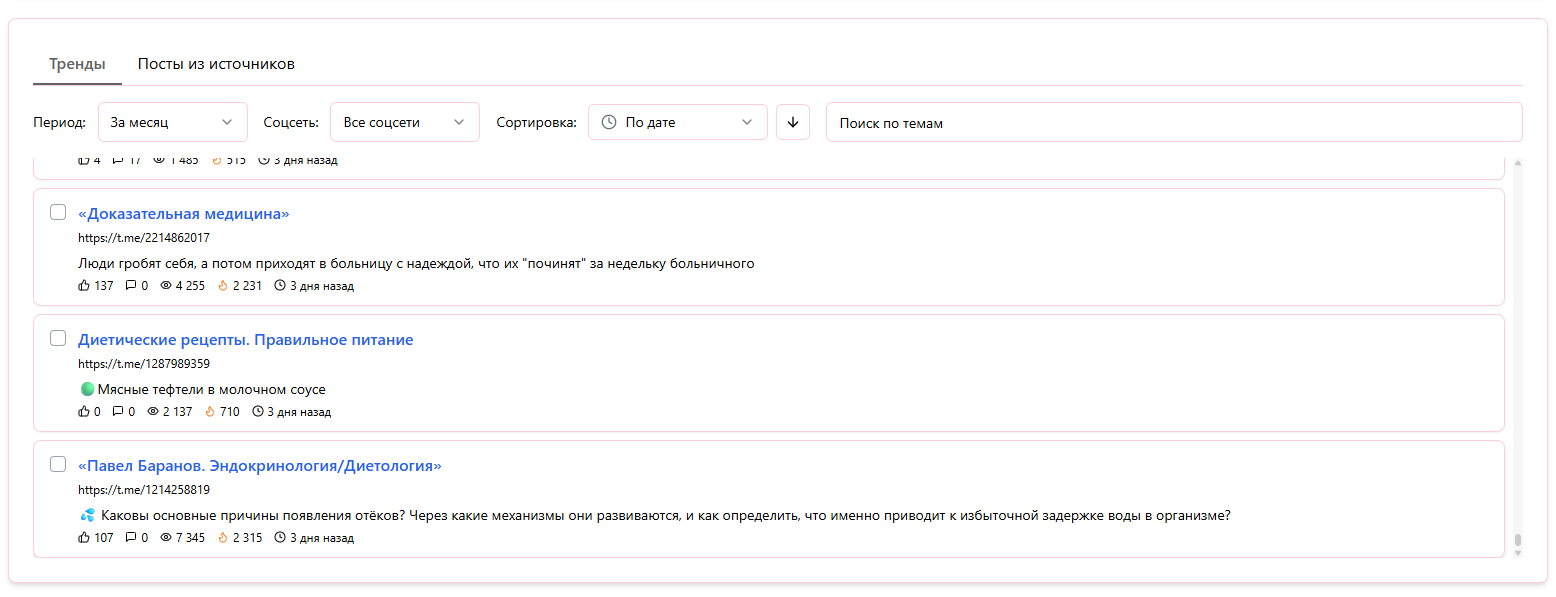 Тренды Посты из источников
Период: За месяц Соцсеть: Все соцсети Сортировка: По дате Поиск по темам
4 17 1 485 515 3 дня назад
«Доказательная медицина»
https://t.me/2214862017
Люди гробят себя, а потом приходят в больницу с надеждой, что их "починят" за недельку больничного
137 0 4 255 2 231 3 дня назад
Диетические рецепты. Правильное питание
https://t.me/1287989359
Мясные тефтели в молочном соусе
0 0 2 137 710 3 дня назад
«Павел Баранов. Эндокринология/Диетология»
https://t.me/1214258819
Каковы основные причины появления отёков? Через какие механизмы они развиваются, и как определить, что именно приводит к избыточной задержке воды в организме?
107 0 7 345 2 315 3 дня назад